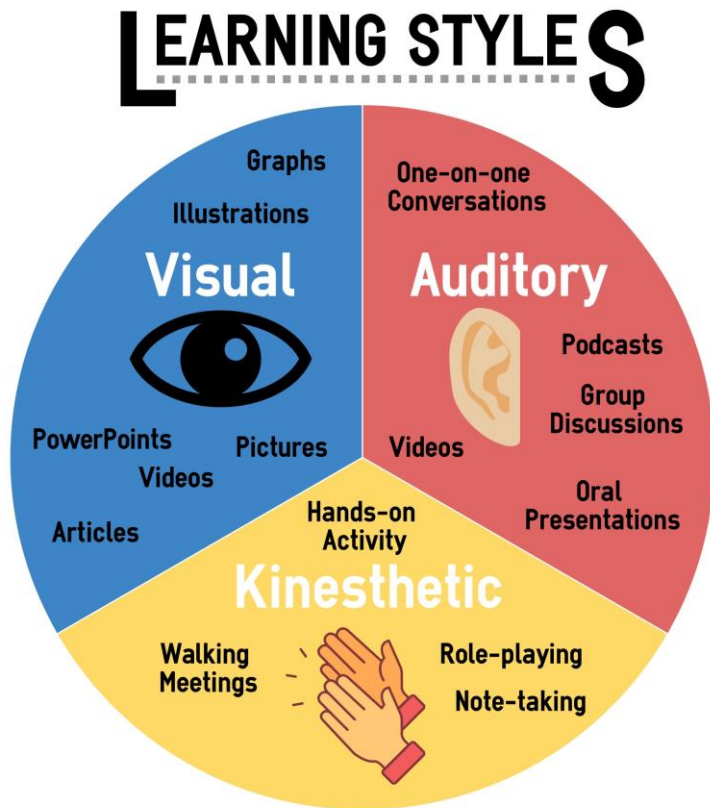 LEARNING STYLES
Graphs
Illustrations
Visual
PowerPoints
Videos
Pictures
Articles
One-on-one
Conversations
Auditory
Podcasts
Group
Discussions
Videos
Oral
Presentations
Hands-on
Activity
Kinesthetic
Walking
Meetings
Role-playing
Note-taking